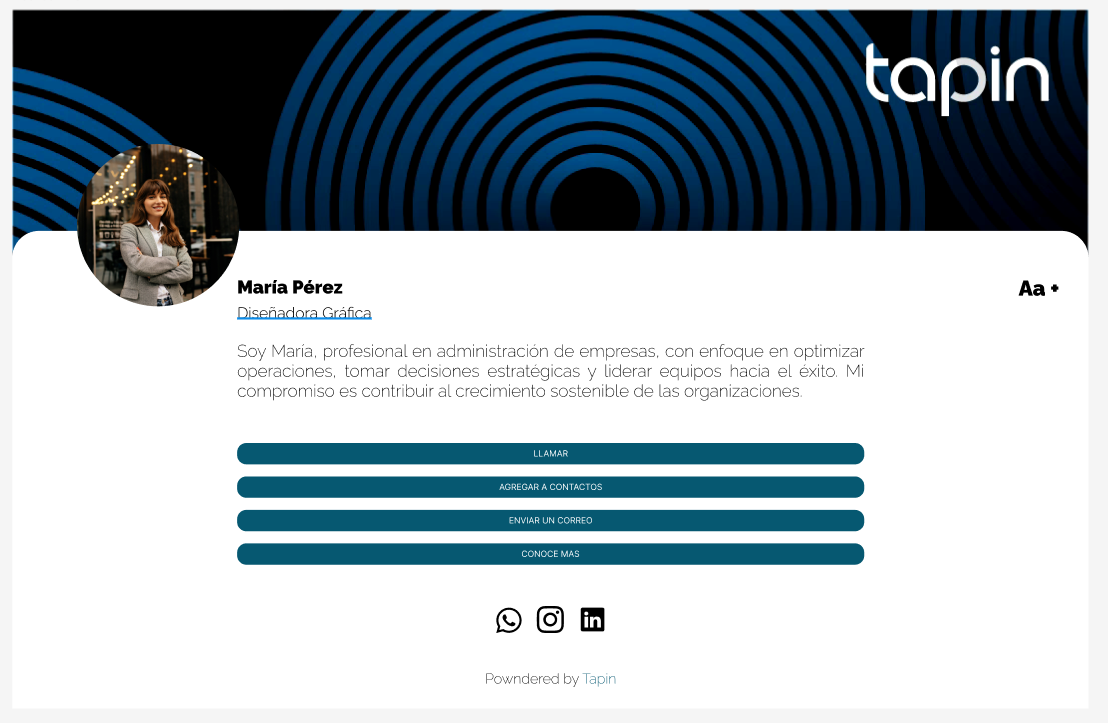 tapin
María Pérez
Aa +
Diseñadora Gráfica
Soy María, profesional en administración de empresas, con enfoque en optimizar
operaciones, tomar decisiones estratégicas y liderar equipos hacia el éxito. Mi
compromiso es contribuir al crecimiento sostenible de las organizaciones.
LLAMAR
AGREGAR A CONTACTOS
ENVIAR UN CORREO
CONOCE MAS
in
Powndered by Tapin